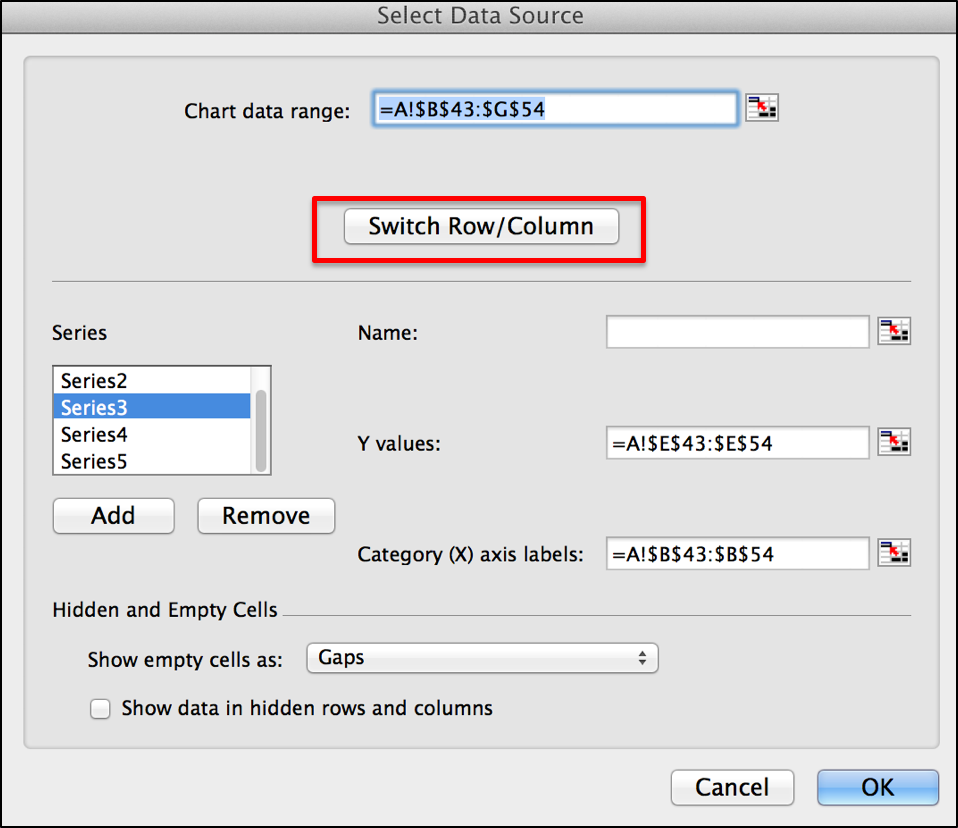 Select Data Source
Chart data range: =A!$B$43:$G$54
Switch Row/Column
Series
Name:
Series2
Series3
Series4
Series5
Y values: =A!$E$43:$E$54
Add Remove
Category (X) axis labels: =A!$B$43:$B$54
Hidden and Empty Cells
Show empty cells as: Gaps
Show data in hidden rows and columns
Cancel OK